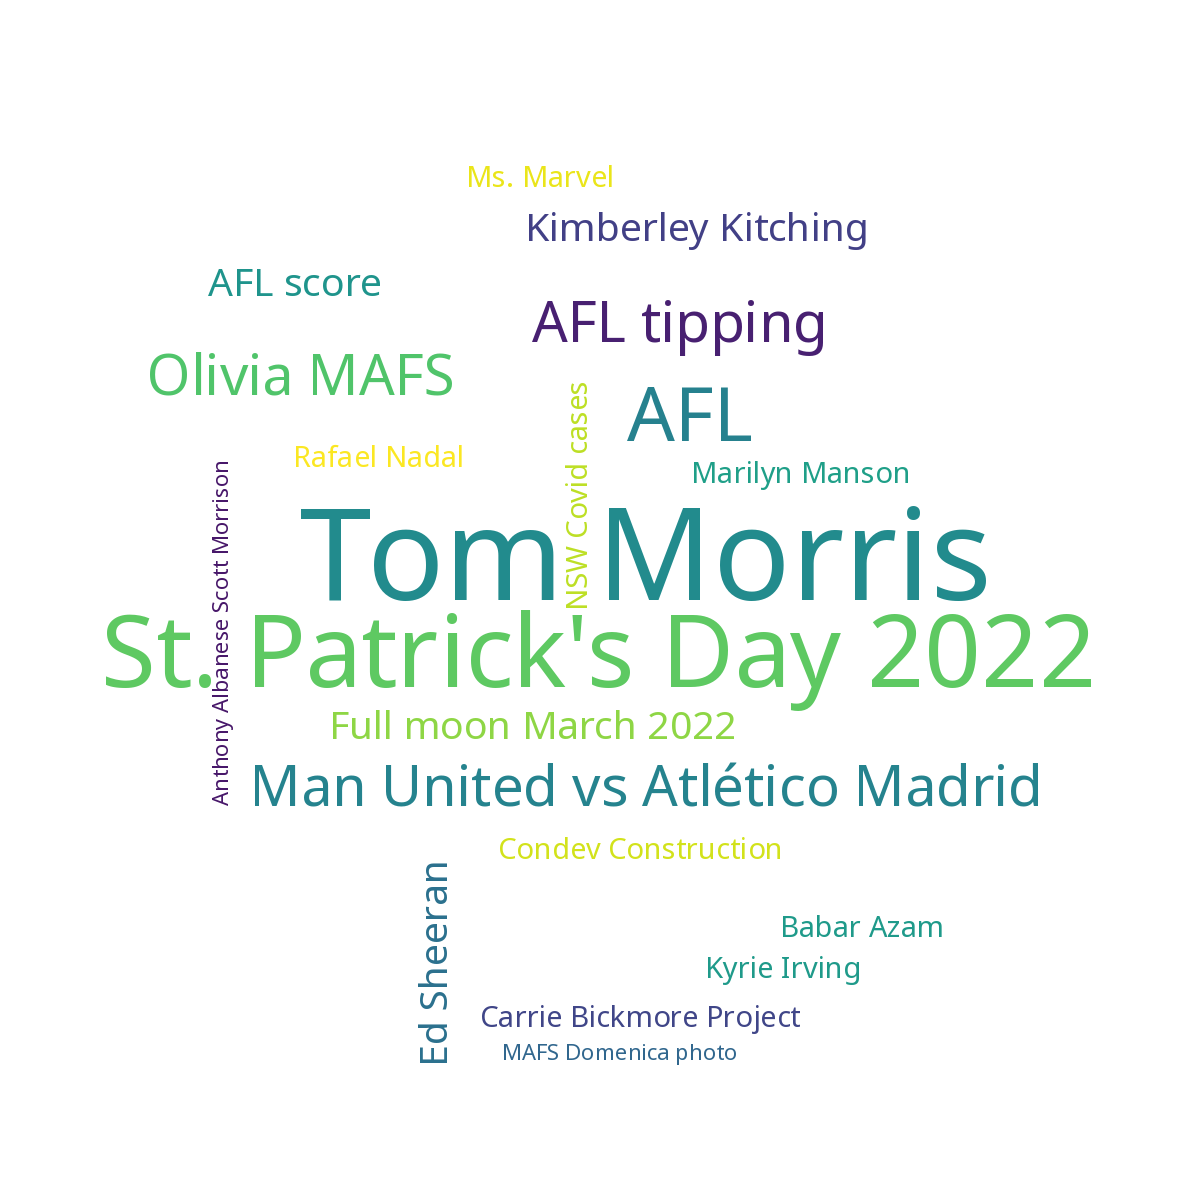 Ms. Marvel
Kimberley Kitching
AFL score
AFL tipping
Olivia MAFS
AFL
NSW Covid cases
Rafael Nadal
Marilyn Manson
Anthony Albanese Scott Morrison
Tom Morris
St. Patrick's Day 2022
Full moon March 2022
Man United vs Atlético Madrid
Condev Construction
Ed Sheeran
Babar Azam
Kyrie Irving
Carrie Bickmore Project
MAFS Domenica photo